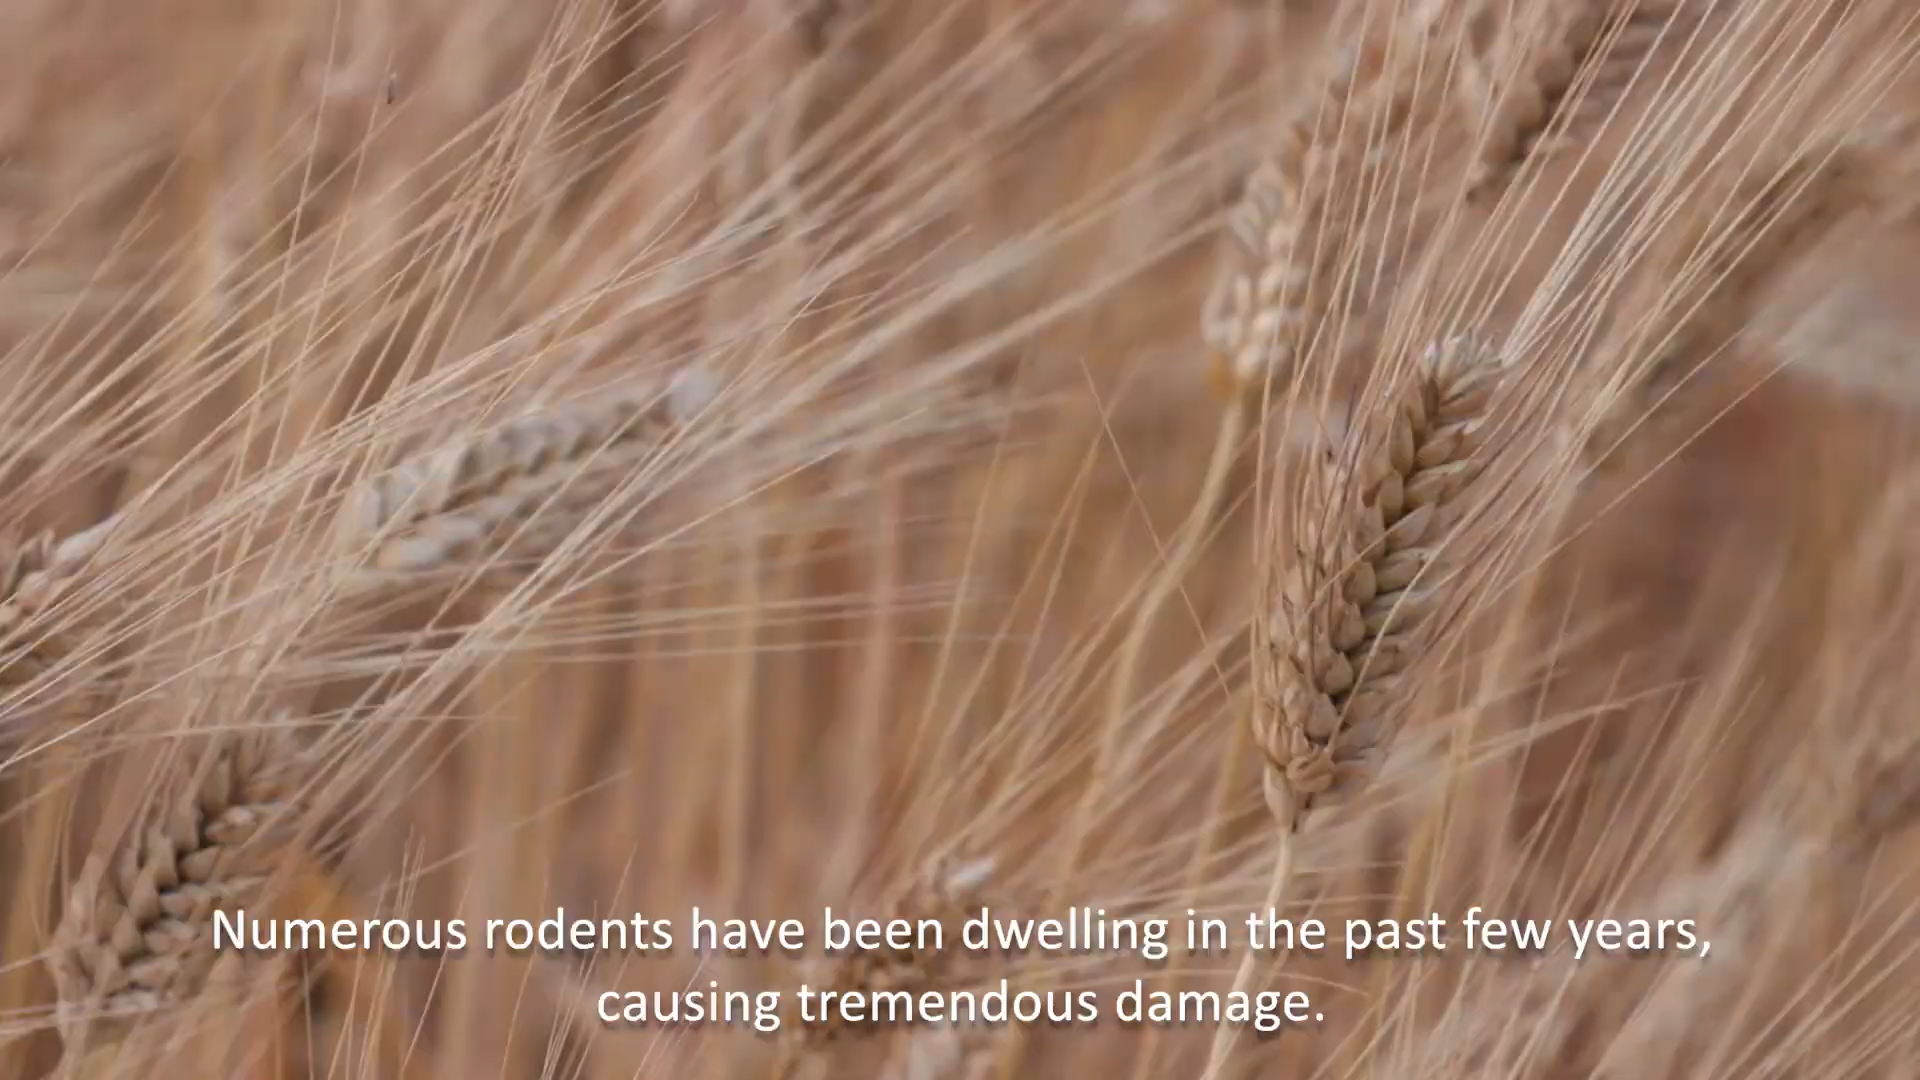 Numerous rodents have been dwelling in the past few years,
causing tremendous damage.